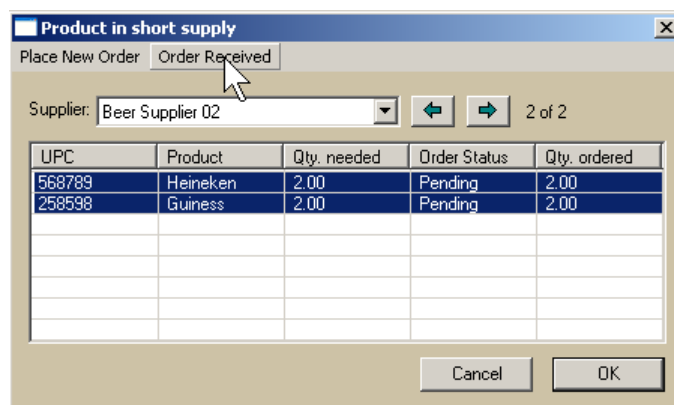 Product in short supply
Place New Order Order Received
Supplier: Beer Supplier 02 2 of 2
UPC Product Qty. needed Order Status Qty. ordered
568789 Heineken 2.00 Pending 2.00
258598 Guiness 2.00 Pending 2.00
Cancel OK